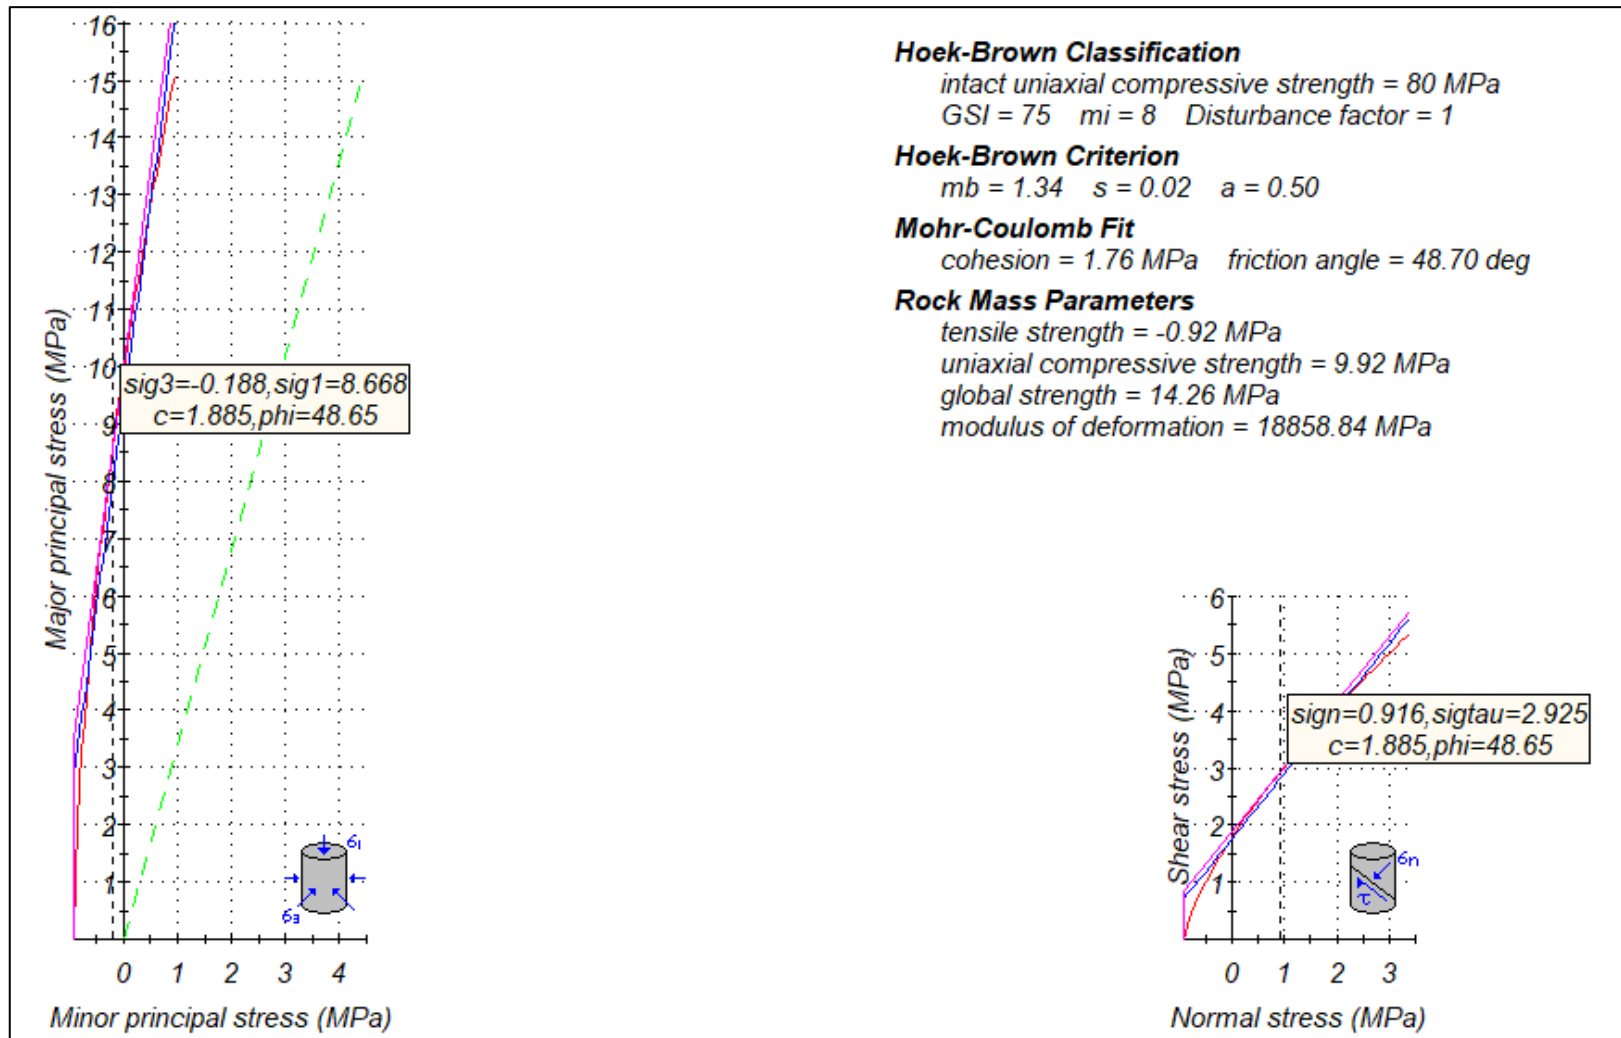 16
15
14
13
12
11
10
9
8
7
6
5
4
3
2
1
Major principal stress (MPa)
sig3=-0.188,sig1=8.668
c=1.885,phi=48.65
σ1
σ3
0 1 2 3 4
Minor principal stress (MPa)
Hoek-Brown Classification
intact uniaxial compressive strength = 80 MPa
GSI = 75 mi = 8 Disturbance factor = 1
Hoek-Brown Criterion
mb = 1.34 s = 0.02 a = 0.50
Mohr-Coulomb Fit
cohesion = 1.76 MPa friction angle = 48.70 deg
Rock Mass Parameters
tensile strength = -0.92 MPa
uniaxial compressive strength = 9.92 MPa
global strength = 14.26 MPa
modulus of deformation = 18858.84 MPa
6
5
4
3
2
1
Shear stress (MPa)
sign=0.916,sigtau=2.925
c=1.885,phi=48.65
σn
τ
0 1 2 3
Normal stress (MPa)